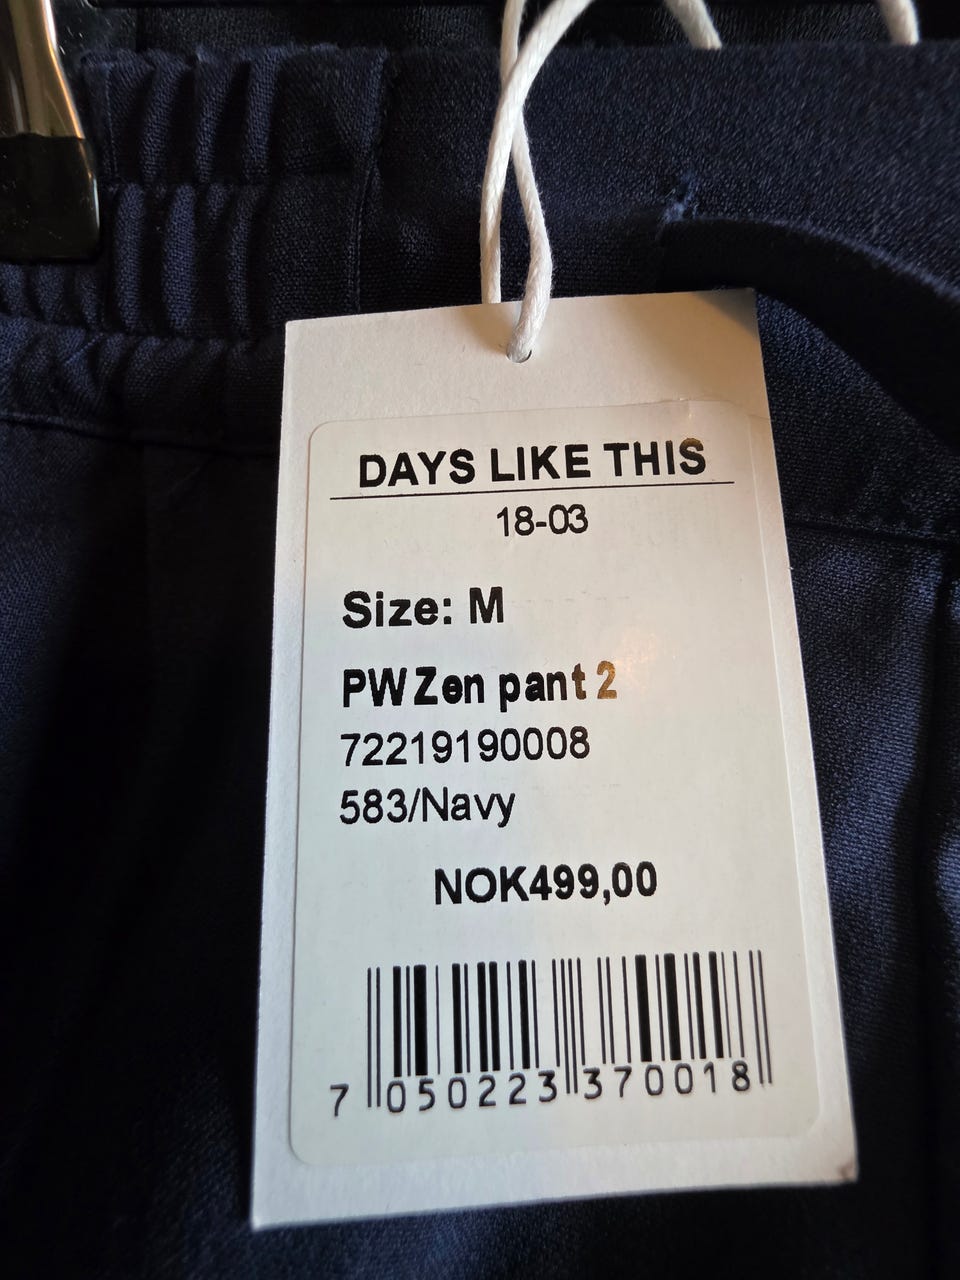 DAYS LIKE THIS
18-03
Size: M
PW Zen pant 2
72219190008
583/Navy
NOK499,00
7 050223 370018